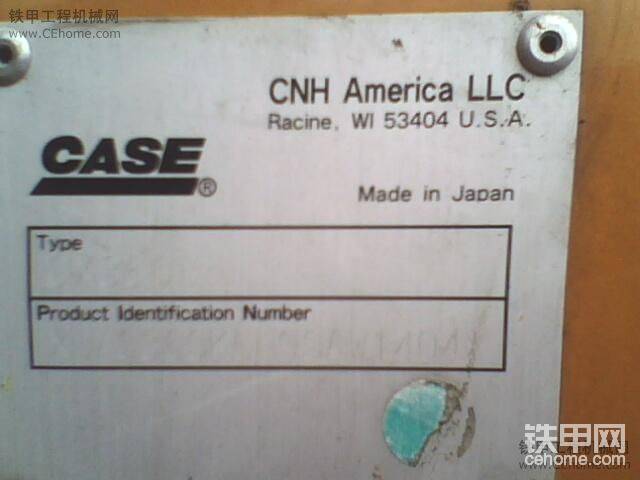 铁甲工程机械网
www.CEhome.com
CNH America LLC
Racine, WI 53404 U.S.A.
CASE
®
Made in Japan
Type
Product Identification Number
铁甲网
cehome.com